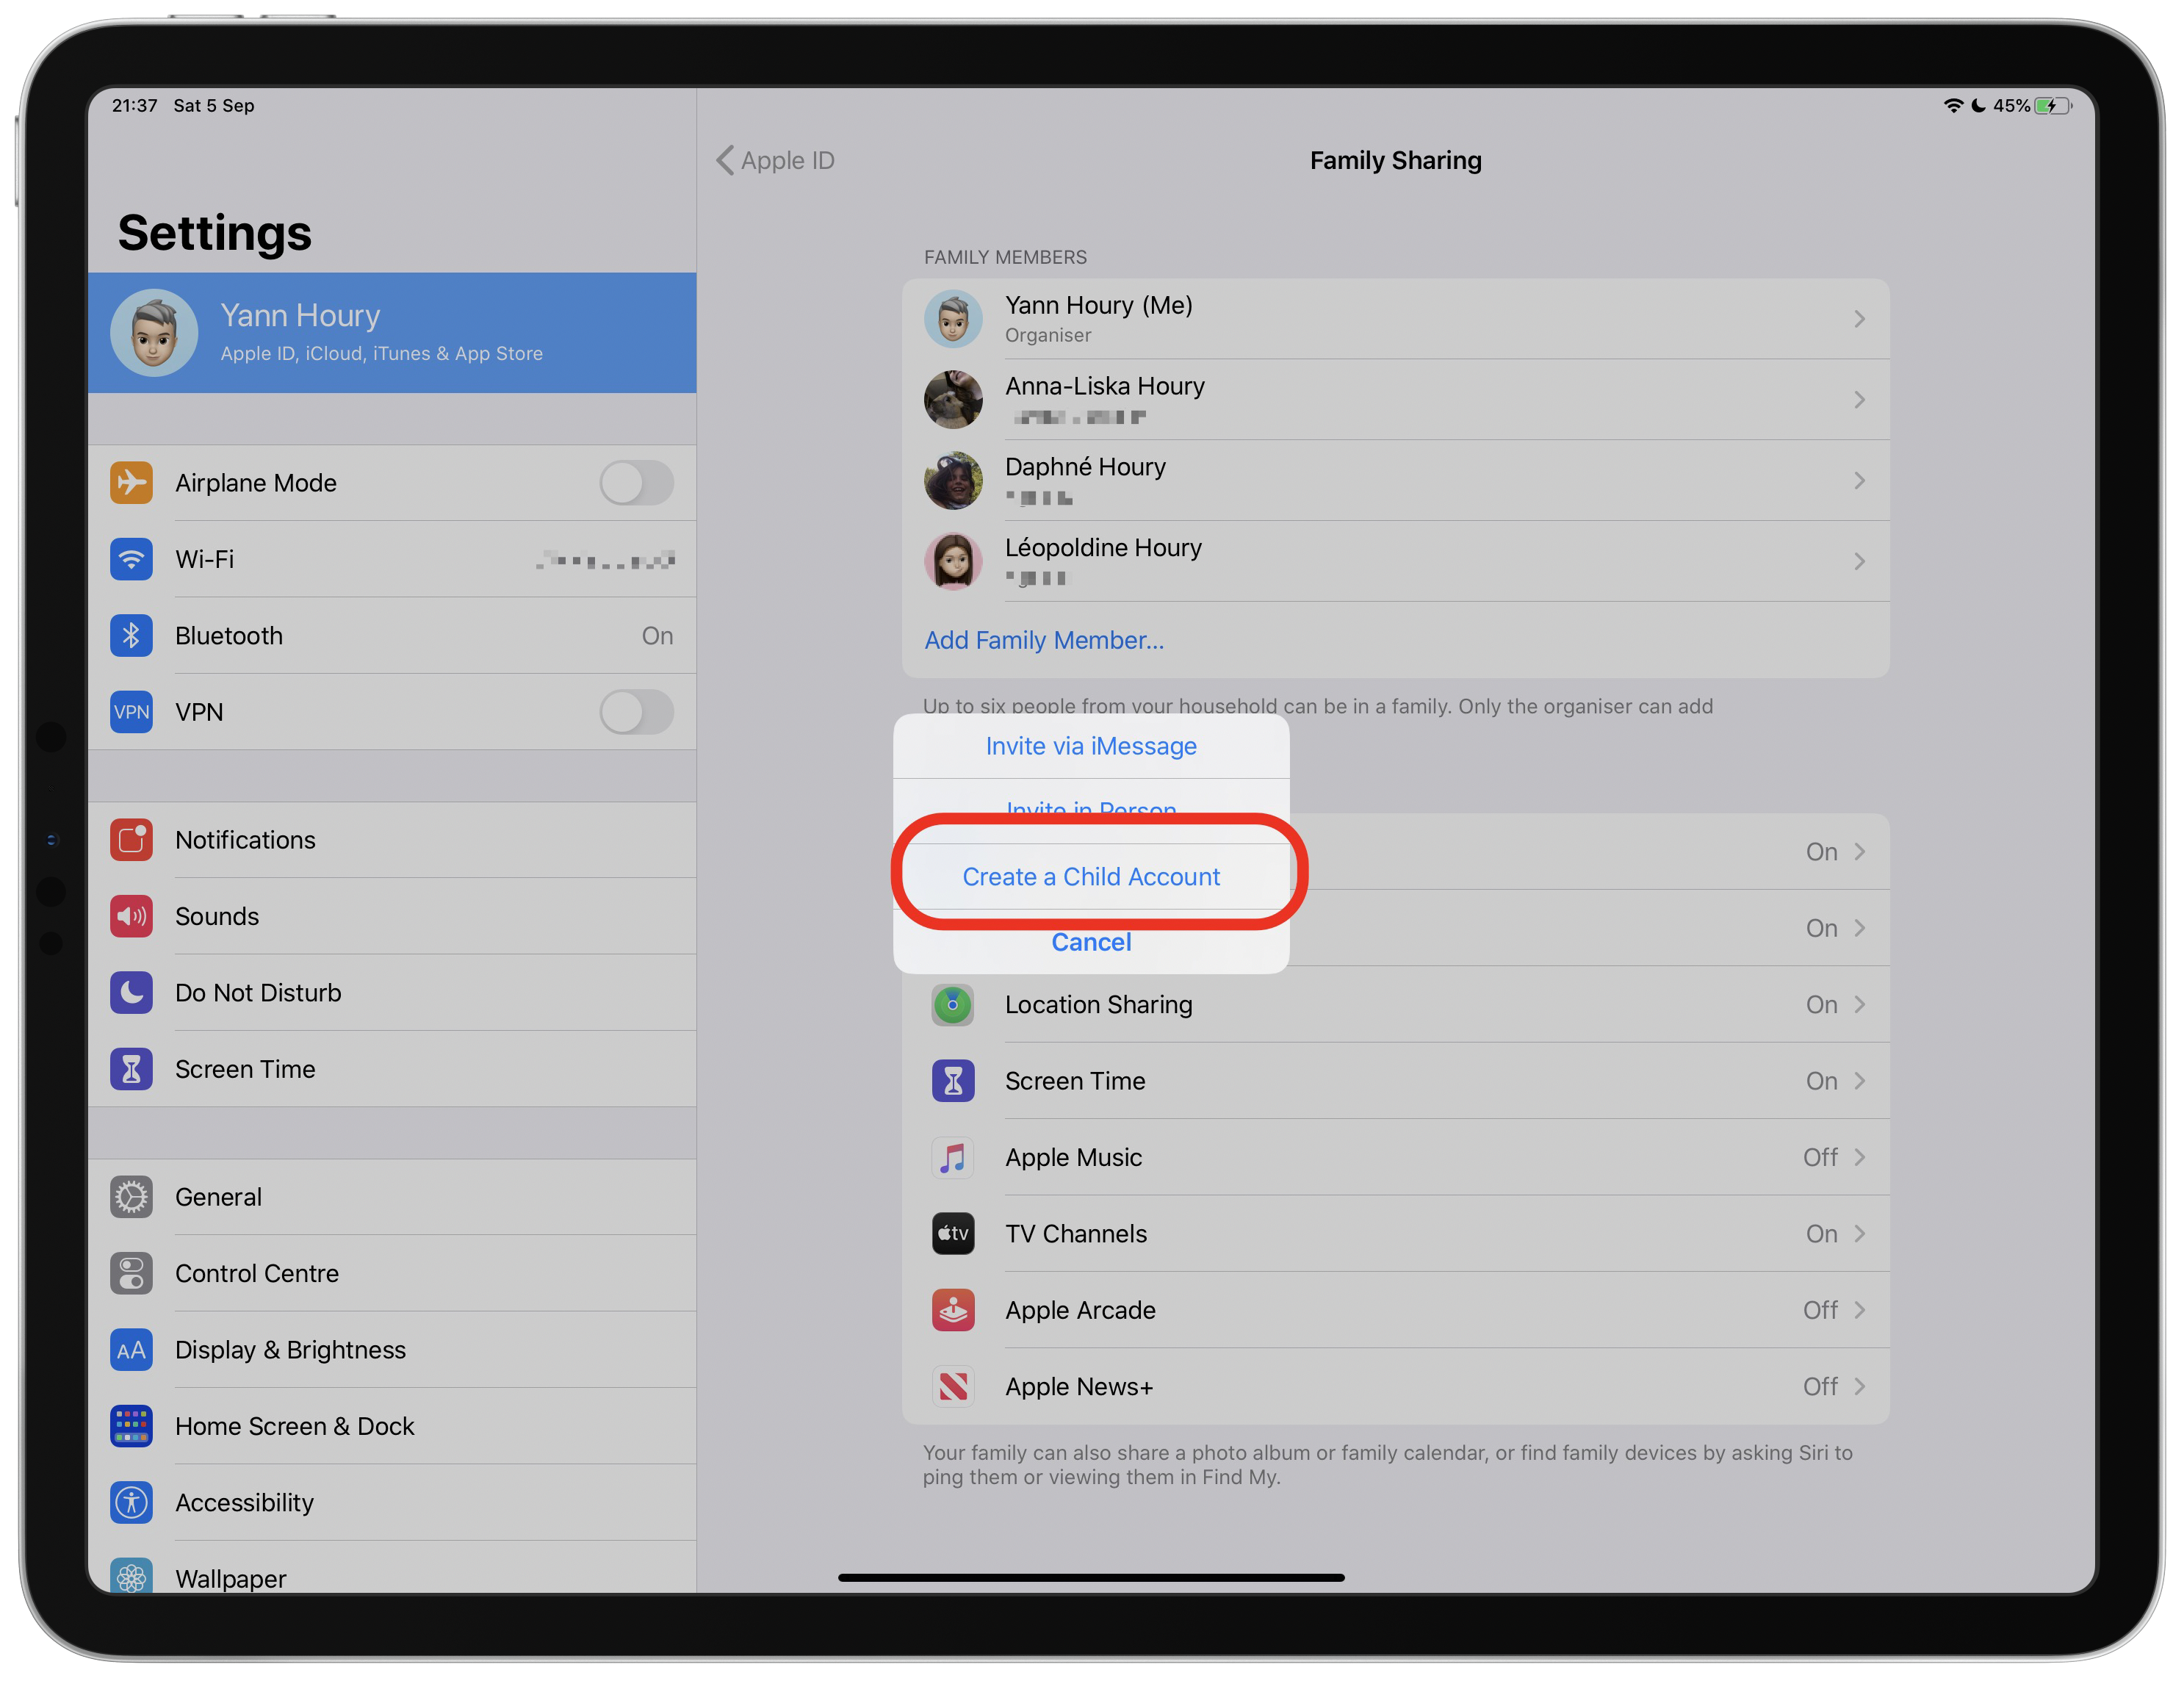 21:37 Sat 5 Sep
45%
Settings
Yann Houry
Apple ID, iCloud, iTunes & App Store
Airplane Mode
Wi-Fi
Bluetooth On
VPN VPN
Notifications
Sounds
Do Not Disturb
Screen Time
General
Control Centre
AA Display & Brightness
Home Screen & Dock
Accessibility
Wallpaper
Apple ID
Family Sharing
FAMILY MEMBERS
Yann Houry (Me)
Organiser
Anna-Liska Houry
Daphné Houry
Léopoldine Houry
Add Family Member...
Up to six people from your household can be in a family. Only the organiser can add
Invite via iMessage
Invite in Person
Create a Child Account
Cancel
On
On
Location Sharing On
Screen Time On
Apple Music Off
tv TV Channels On
Apple Arcade Off
Apple News+ Off
Your family can also share a photo album or family calendar, or find family devices by asking Siri to
ping them or viewing them in Find My.